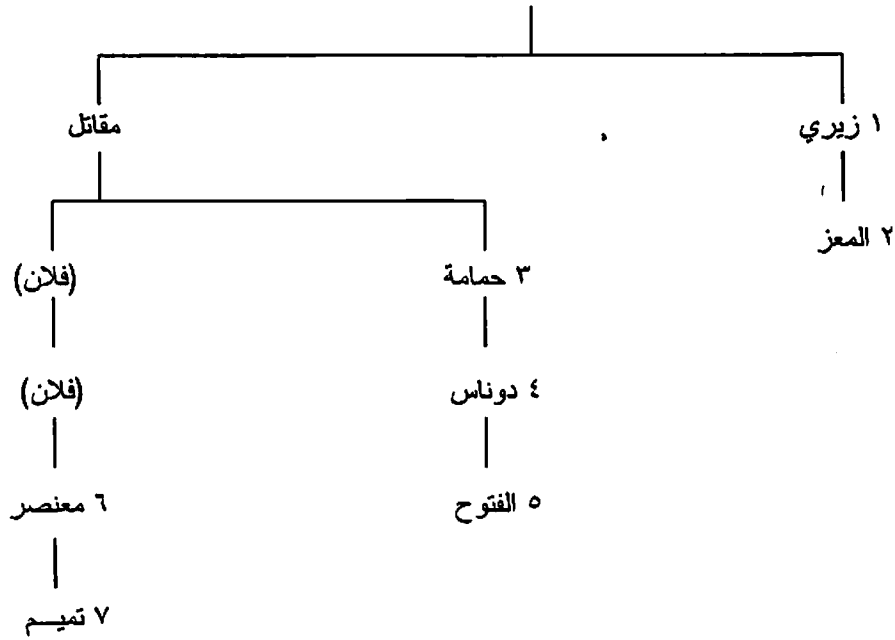 ١ زيري
مقاتل
٢ المعز
٣ حمامة
(فلان)
٤ دوناس
(فلان)
٥ الفتوح
٦ معنصر
٧ تميم